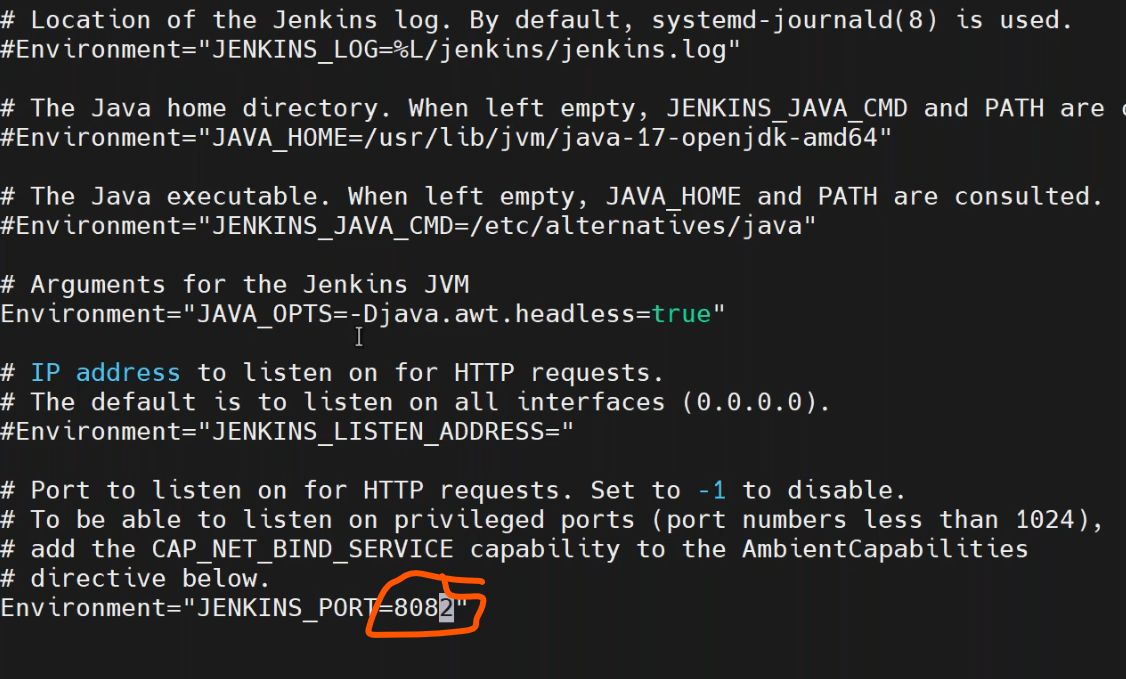 # Location of the Jenkins log. By default, systemd-journald(8) is used.
#Environment="JENKINS_LOG=%L/jenkins/jenkins.log"
# The Java home directory. When left empty, JENKINS_JAVA_CMD and PATH are
#Environment="JAVA_HOME=/usr/lib/jvm/java-17-openjdk-amd64"
# The Java executable. When left empty, JAVA_HOME and PATH are consulted.
#Environment="JENKINS_JAVA_CMD=/etc/alternatives/java"
# Arguments for the Jenkins JVM
Environment="JAVA_OPTS=-Djava.awt.headless=true"
# IP address to listen on for HTTP requests.
# The default is to listen on all interfaces (0.0.0.0).
#Environment="JENKINS_LISTEN_ADDRESS="
# Port to listen on for HTTP requests. Set to -1 to disable.
# To be able to listen on privileged ports (port numbers less than 1024),
# add the CAP_NET_BIND_SERVICE capability to the AmbientCapabilities
# directive below.
Environment="JENKINS_PORT=8082"